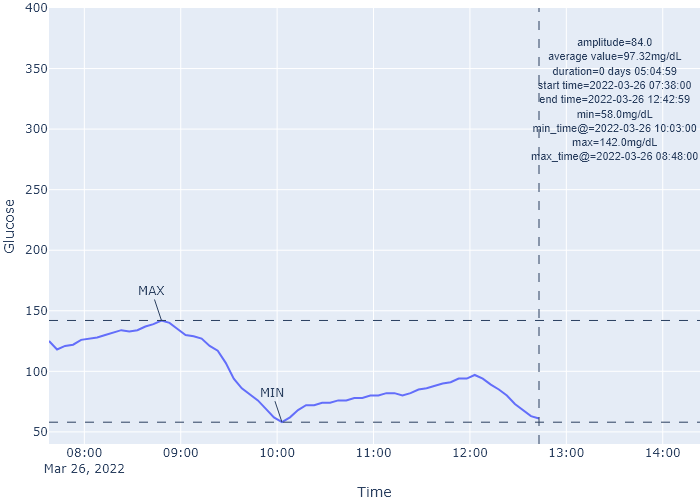 400
350
300
250
200
150
100
50
Glucose
amplitude=84.0
average value=97.32mg/dL
duration=0 days 05:04:59
start time=2022-03-26 07:38:00
end time=2022-03-26 12:42:59
min=58.0mg/dL
min_time@=2022-03-26 10:03:00
max=142.0mg/dL
max_time@=2022-03-26 08:48:00
MAX
MIN
08:00 09:00 10:00 11:00 12:00 13:00 14:00
Mar 26, 2022
Time